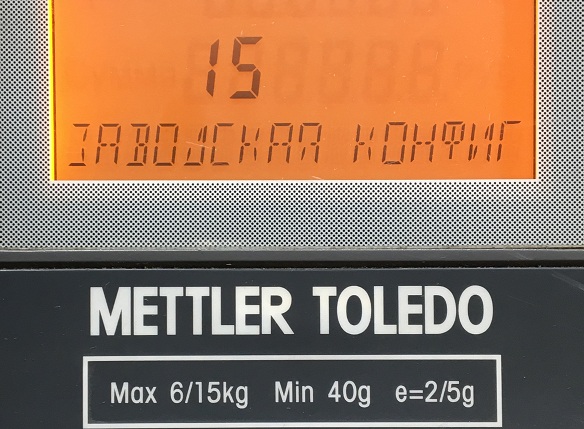 15
ЗАВОДСКАЯ КОНФИГ
METTLER TOLEDO
Max 6/15kg Min 40g e=2/5g